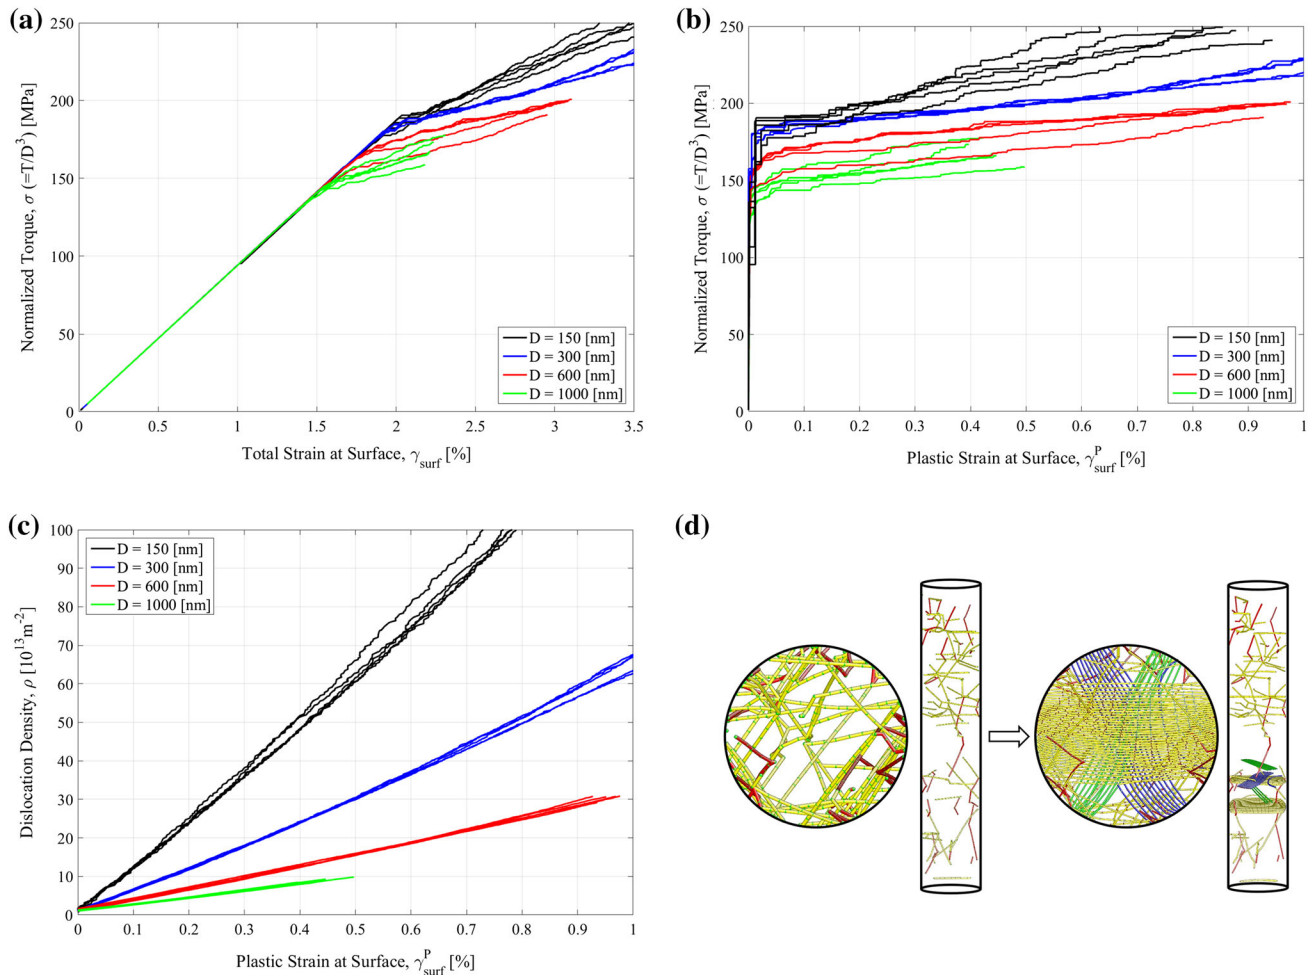 (a)
250
200
150
100
50
0
0 0.5 1 1.5 2 2.5 3 3.5
Normalized Torque, σ (=T/D³) [MPa]
Total Strain at Surface, γ_surf [%]
D = 150 [nm]
D = 300 [nm]
D = 600 [nm]
D = 1000 [nm]
(b)
250
200
150
100
50
0
0 0.1 0.2 0.3 0.4 0.5 0.6 0.7 0.8 0.9 1
Normalized Torque, σ (=T/D³) [MPa]
Plastic Strain at Surface, γ^P_surf [%]
D = 150 [nm]
D = 300 [nm]
D = 600 [nm]
D = 1000 [nm]
(c)
100
90
80
70
60
50
40
30
20
10
0
0 0.1 0.2 0.3 0.4 0.5 0.6 0.7 0.8 0.9 1
Dislocation Density, ρ [10¹³m⁻²]
Plastic Strain at Surface, γ^P_surf [%]
D = 150 [nm]
D = 300 [nm]
D = 600 [nm]
D = 1000 [nm]
(d)